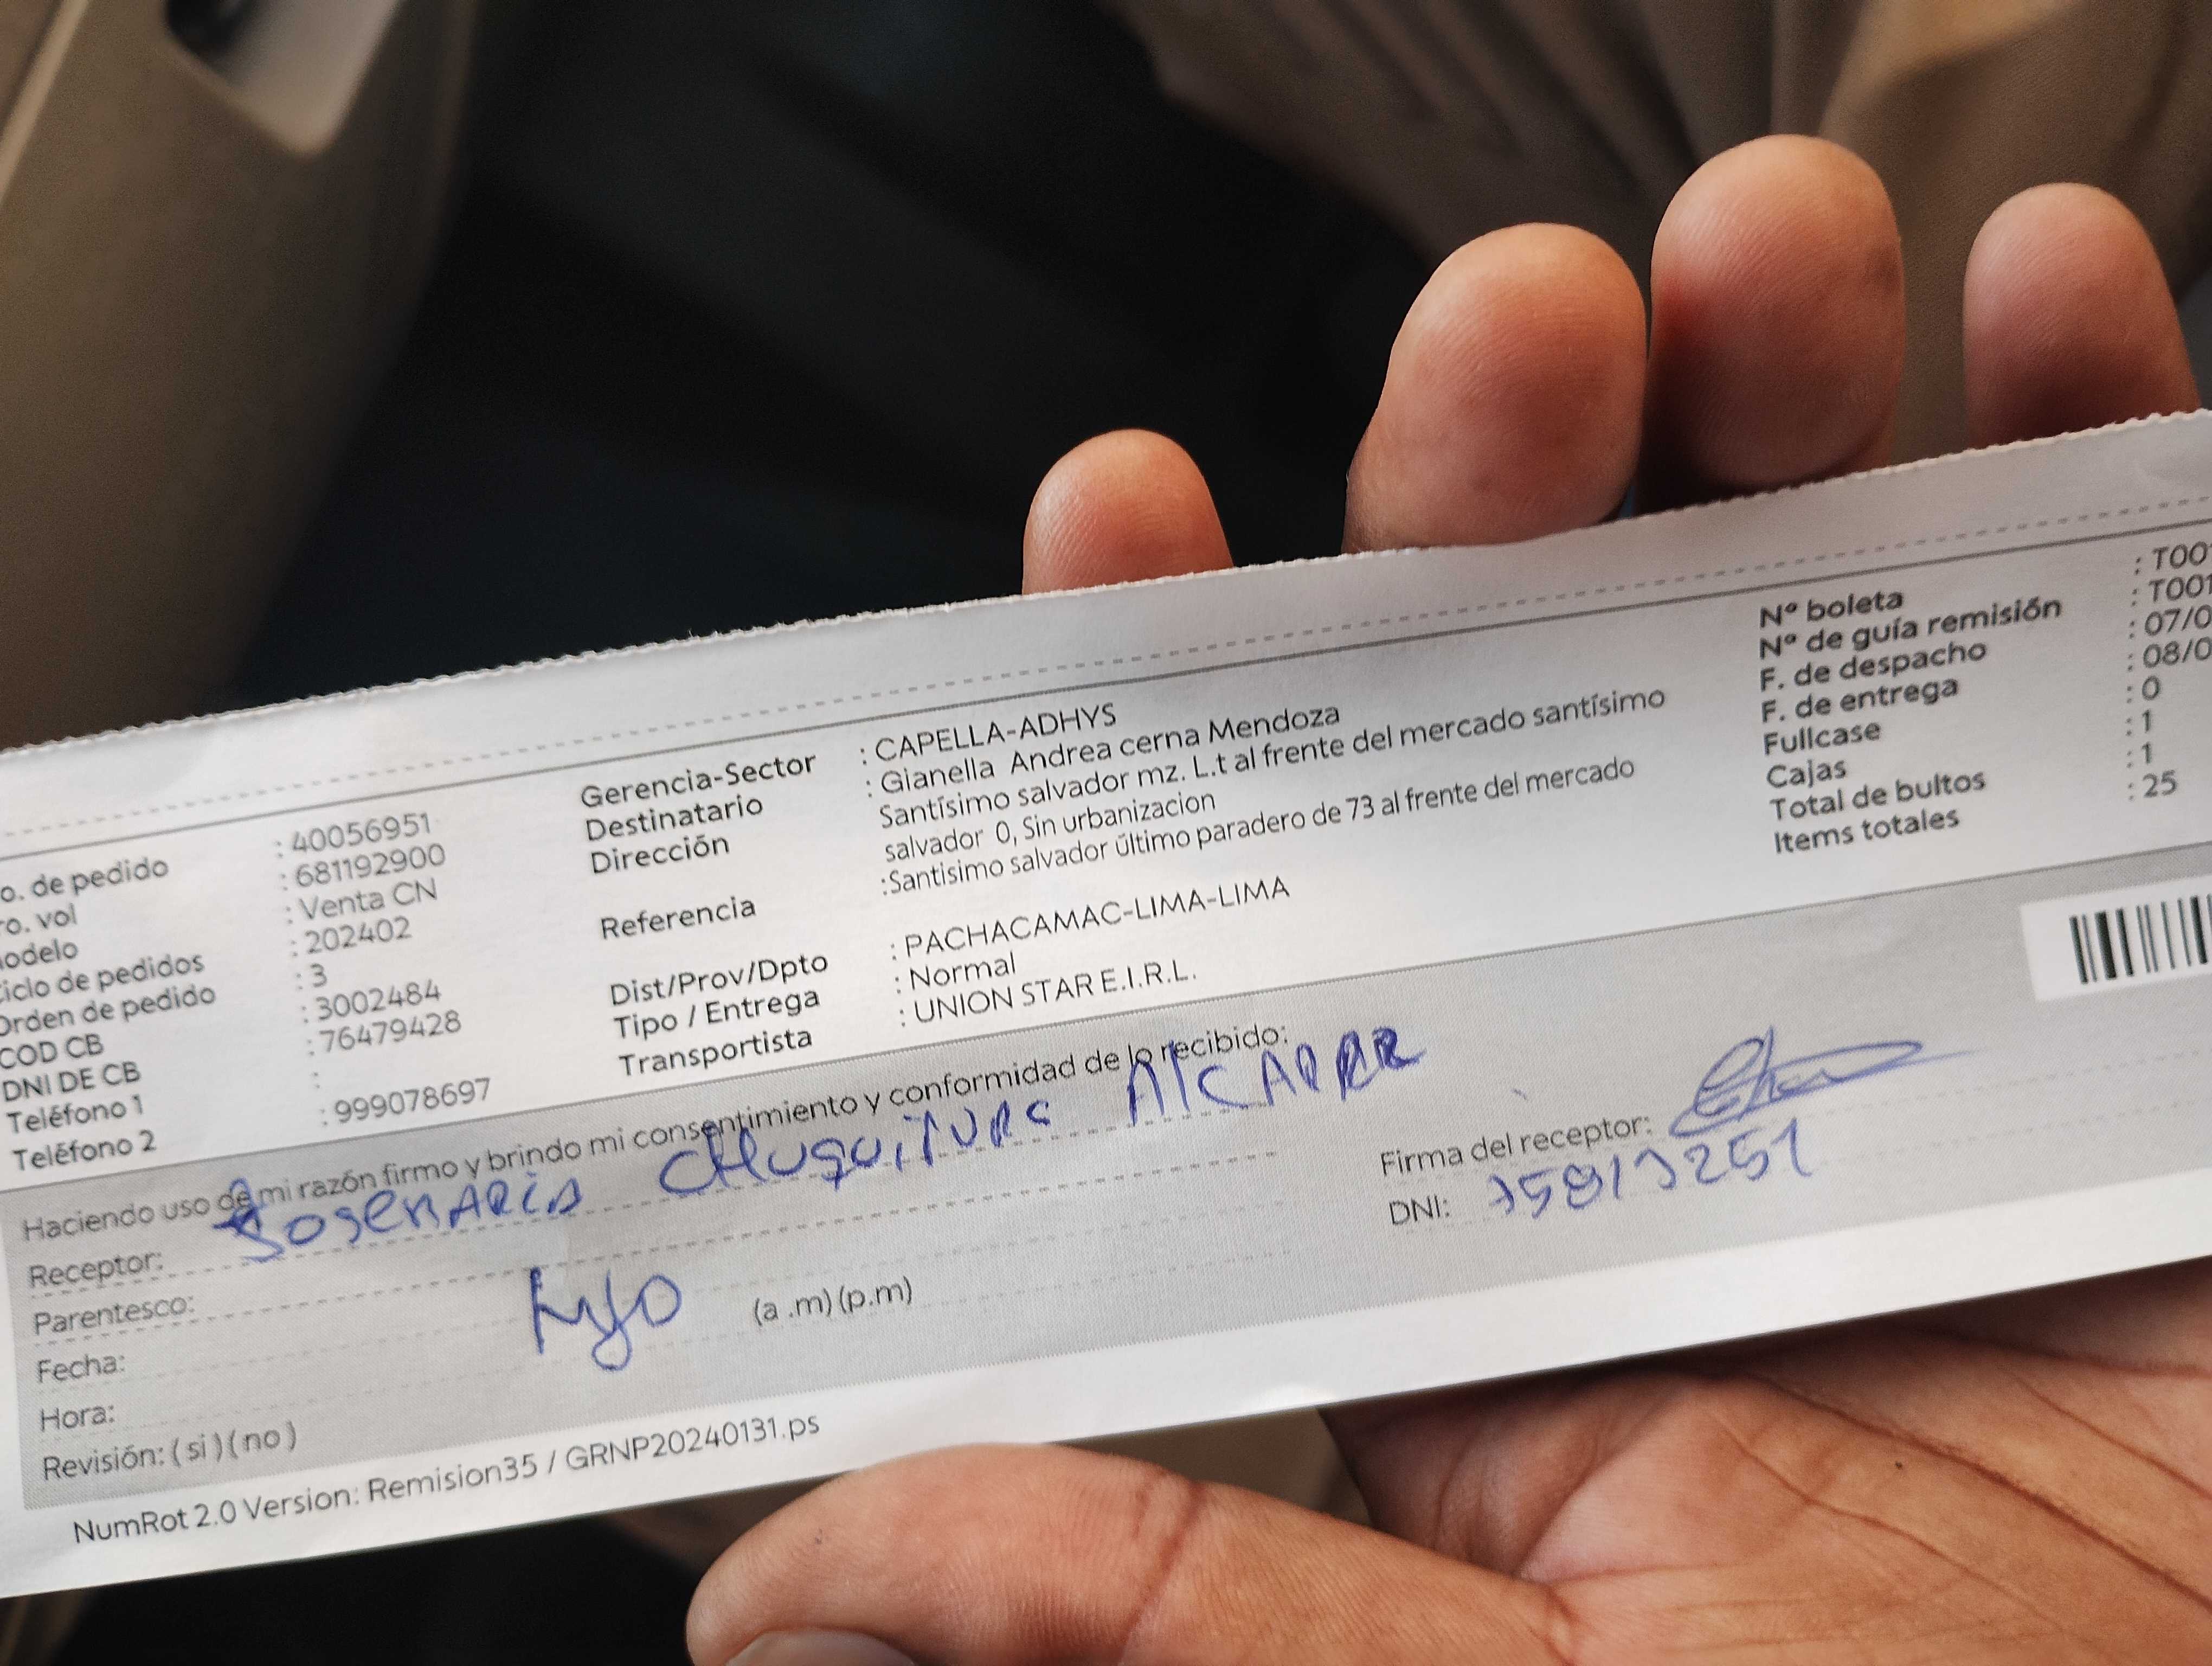 o. de pedido : 40056951
ro. vol : 681192900
odelo : Venta CN
iclo de pedidos : 202402
Orden de pedido : 3
COD CB : 3002484
DNI DE CB : 76479428
Teléfono 1 :
Teléfono 2 : 999078697
Gerencia-Sector : CAPELLA-ADHYS
Destinatario : Gianella Andrea cerna Mendoza
Dirección Santísimo salvador mz. L.t al frente del mercado santísimo
salvador 0, Sin urbanizacion
Referencia :Santisimo salvador último paradero de 73 al frente del mercado
Dist/Prov/Dpto : PACHACAMAC-LIMA-LIMA
Tipo / Entrega : Normal
Transportista : UNION STAR E.I.R.L.
Nº boleta : T00
Nº de guía remisión : T001
F. de despacho : 07/0
F. de entrega : 08/0
Fullcase : 0
Cajas : 1
Total de bultos : 1
Items totales : 25
Haciendo uso de mi razón firmo y brindo mi consentimiento y conformidad de lo recibido:
Receptor:
Parentesco:
Fecha:
Hora: (a .m) (p.m)
Revisión: ( si ) ( no )
Firma del receptor:
DNI:
NumRot 2.0 Version: Remision35 / GRNP20240131.ps